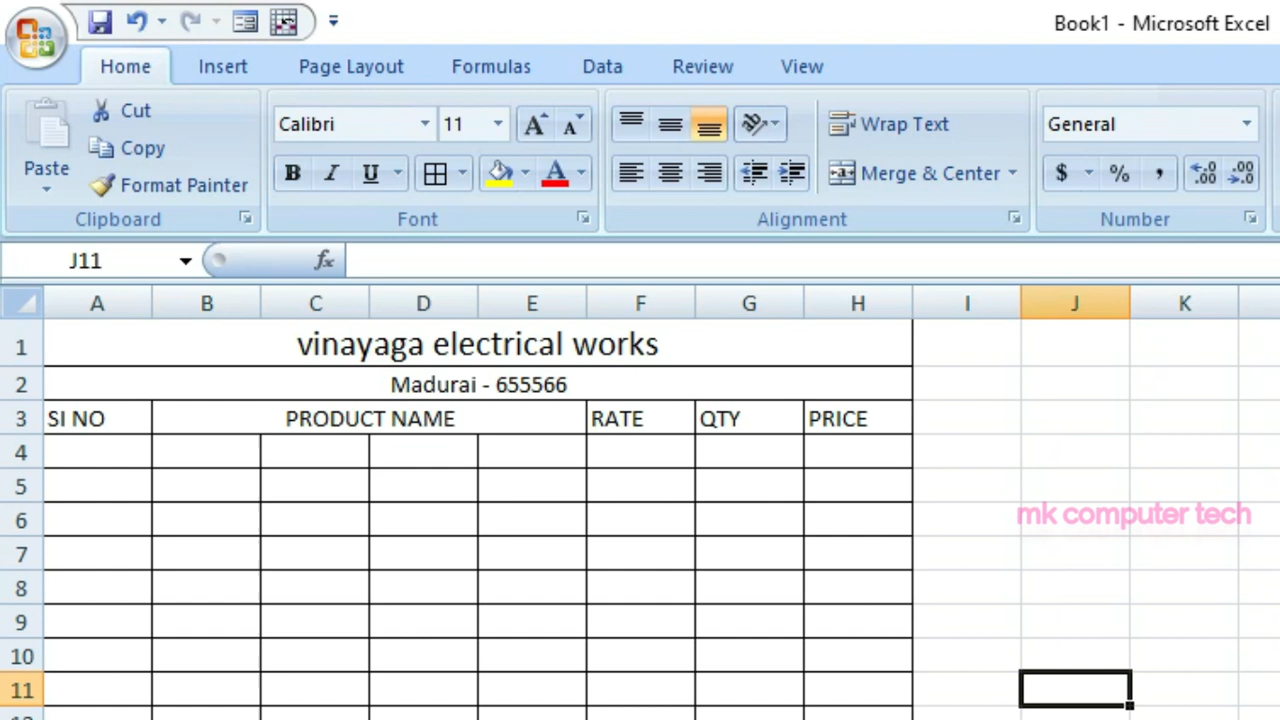 Book1 - Microsoft Excel
Home Insert Page Layout Formulas Data Review View
Paste
Cut
Copy
Format Painter
Clipboard
Calibri 11
B I U A
Font
Wrap Text
Merge & Center
Alignment
General
$ % ,
Number
J11 fx
A B C D E F G H I J K
1 vinayaga electrical works
2 Madurai - 655566
3 SI NO PRODUCT NAME RATE QTY PRICE
4
5
6 mk computer tech
7
8
9
10
11